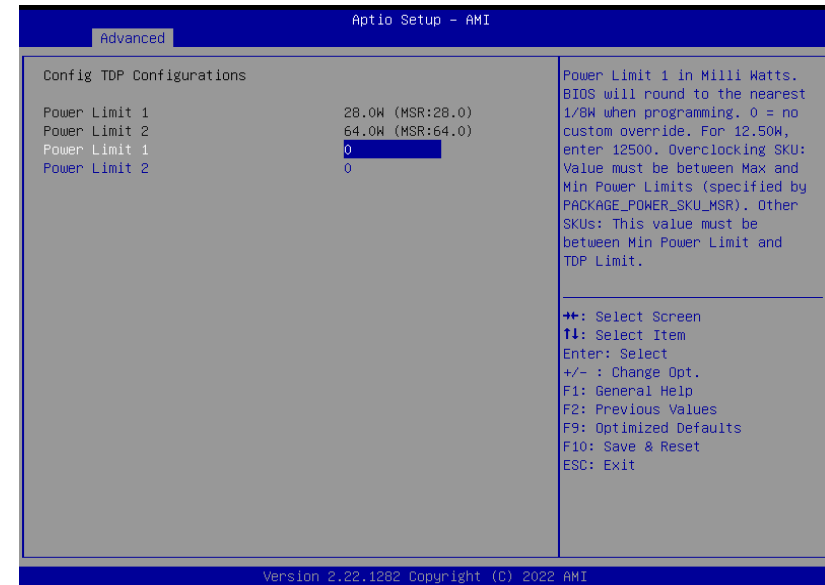 Aptio Setup – AMI
Advanced
Config TDP Configurations
Power Limit 1 28.0W (MSR:28.0)
Power Limit 2 64.0W (MSR:64.0)
Power Limit 1 0
Power Limit 2 0
Power Limit 1 in Milli Watts.
BIOS will round to the nearest
1/8W when programming. 0 = no
custom override. For 12.50W,
enter 12500. Overclocking SKU:
Value must be between Max and
Min Power Limits (specified by
PACKAGE_POWER_SKU_MSR). Other
SKUs: This value must be
between Min Power Limit and
TDP Limit.
→←: Select Screen
↑↓: Select Item
Enter: Select
+/- : Change Opt.
F1: General Help
F2: Previous Values
F9: Optimized Defaults
F10: Save & Reset
ESC: Exit
Version 2.22.1282 Copyright (C) 2022 AMI